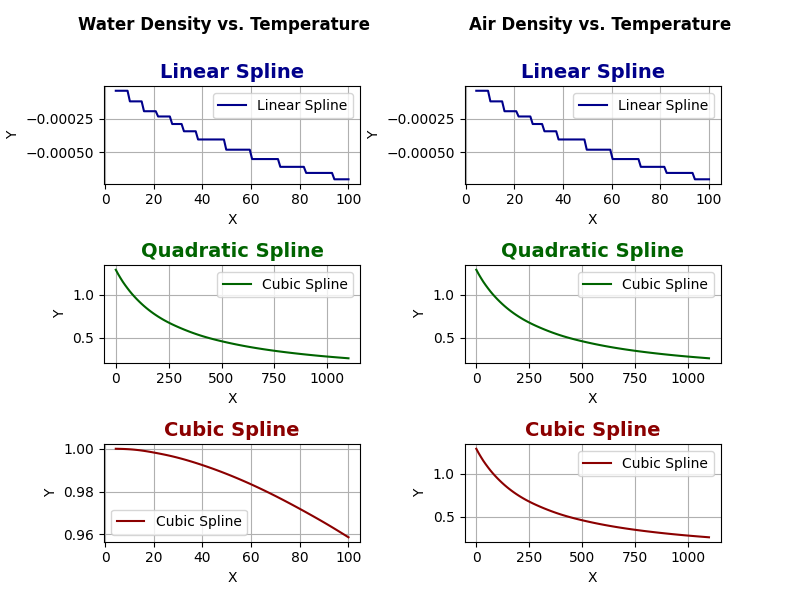 Water Density vs. Temperature
Air Density vs. Temperature
Linear Spline
Linear Spline
Y
−0.00025
−0.00050
Linear Spline
0 20 40 60 80 100
X
Y
−0.00025
−0.00050
Linear Spline
0 20 40 60 80 100
X
Quadratic Spline
Quadratic Spline
Y
1.0
0.5
Cubic Spline
0 250 500 750 1000
X
Y
1.0
0.5
Cubic Spline
0 250 500 750 1000
X
Cubic Spline
Cubic Spline
Y
1.00
0.98
0.96
Cubic Spline
0 20 40 60 80 100
X
Y
1.0
0.5
Cubic Spline
0 250 500 750 1000
X